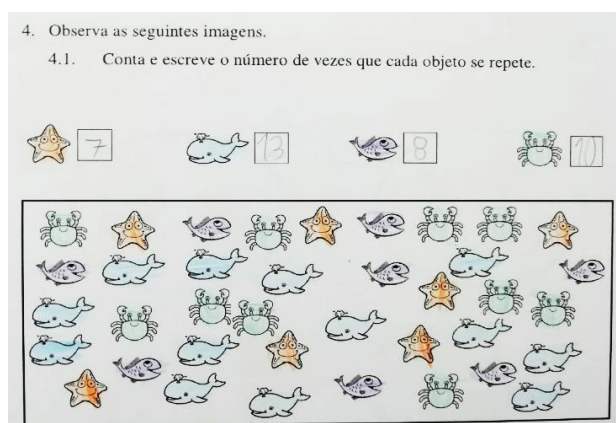 4. Observa as seguintes imagens.
4.1. Conta e escreve o número de vezes que cada objeto se repete.
7 13 8 10